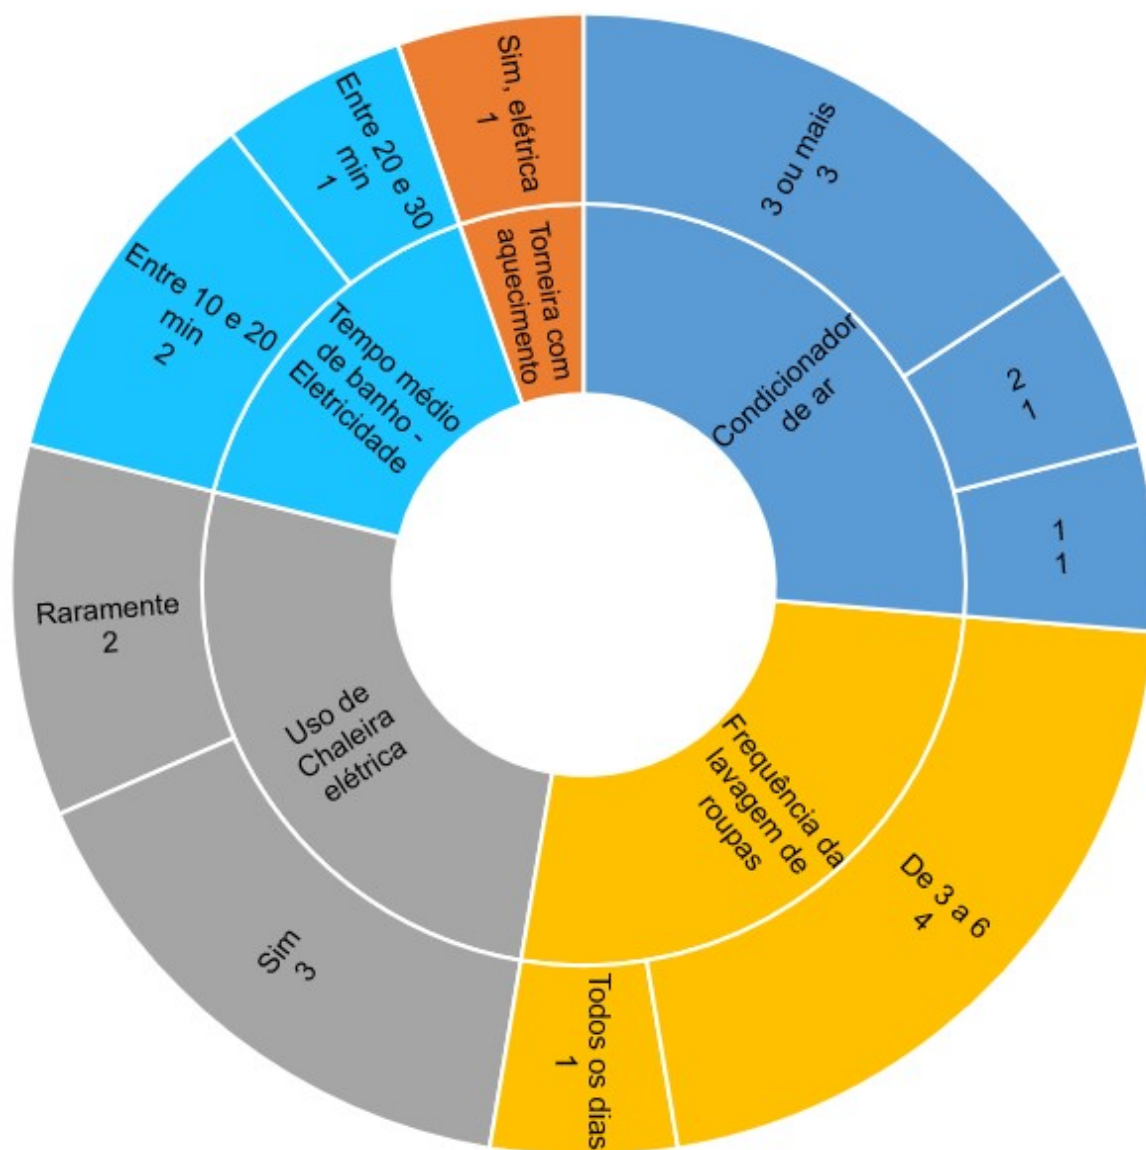 3 ou mais
3
2
1
1
1
Condicionador
de ar
De 3 a 6
4
Todos os dias
1
Frequência da
lavagem de
roupas
Sim
3
Raramente
2
Uso de
Chaleira
elétrica
Entre 10 e 20
min
2
Entre 20 e 30
min
1
Tempo médio
de banho -
Eletricidade
Sim, elétrica
1
Torneira com
aquecimento